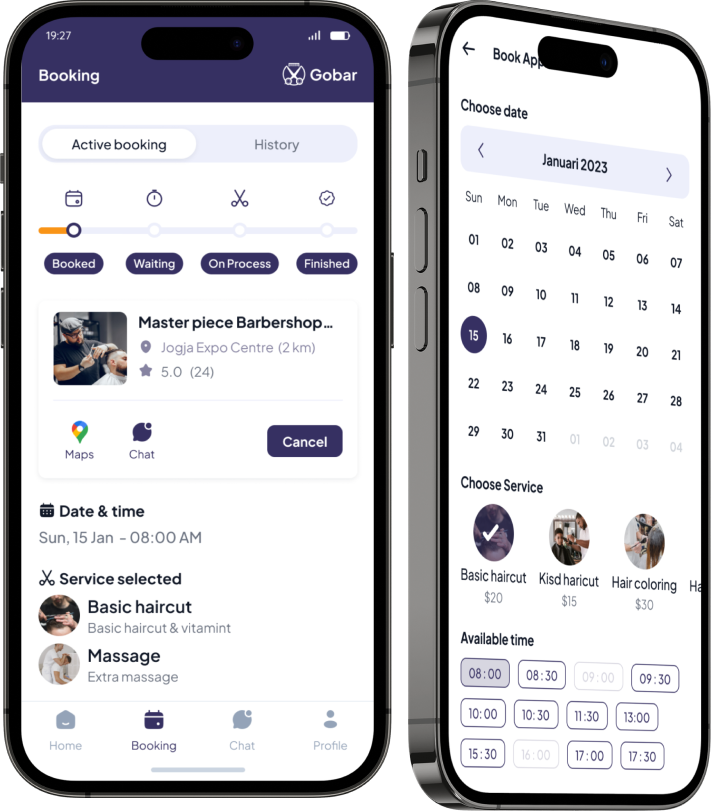 19:27
Booking
Gobar
Active booking
History
Booked
Waiting
On Process
Finished
Master piece Barbershop...
Jogja Expo Centre (2 km)
5.0 (24)
Maps
Chat
Cancel
Date & time
Sun, 15 Jan - 08:00 AM
Service selected
Basic haircut
Basic haircut & vitamint
Massage
Extra massage
Home
Booking
Chat
Profile
Book App
Choose date
Januari 2023
Sun Mon Tue Wed Thu Fri Sat
01 02 03 04 05 06 07
08 09 10 11 12 13 14
15 16 17 18 19 20 21
22 23 24 25 26 27 28
29 30 31 01 02 03 04
Choose Service
Basic haircut
$20
Kisd haricut
$15
Hair coloring
$30
Ha
Available time
08:00 08:30 09:00 09:30
10:00 10:30 11:30 13:00
15:30 16:00 17:00 17:30